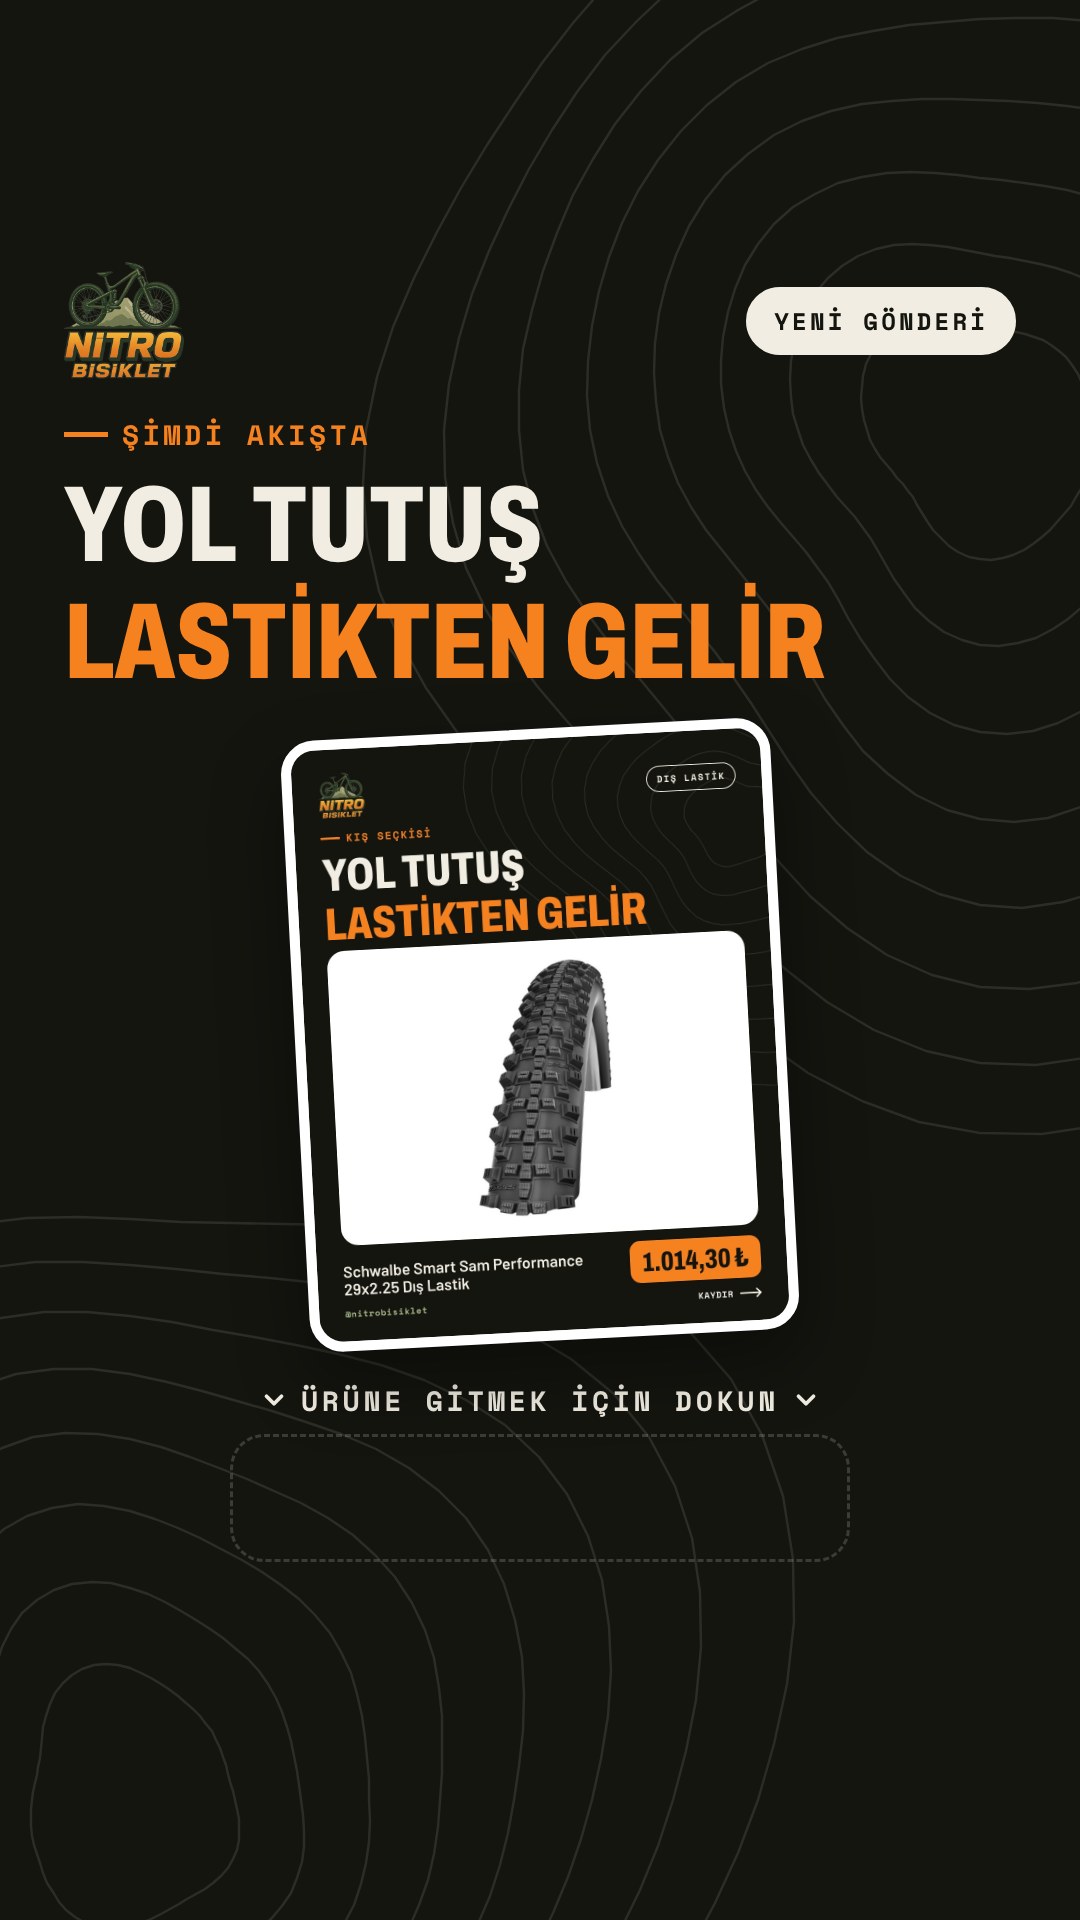 NiTRO
BiSiKLET
YENİ GÖNDERİ
ŞİMDİ AKIŞTA
YOL TUTUŞ
LASTİKTEN GELİR
NiTRO
BiSiKLET
DIŞ LASTİK
KIŞ SEÇKİSİ
YOL TUTUŞ
LASTİKTEN GELİR
Schwalbe Smart Sam Performance
29x2.25 Dış Lastik
1.014,30 ₺
@nitrobisiklet
KAYDIR
ÜRÜNE GİTMEK İÇİN DOKUN